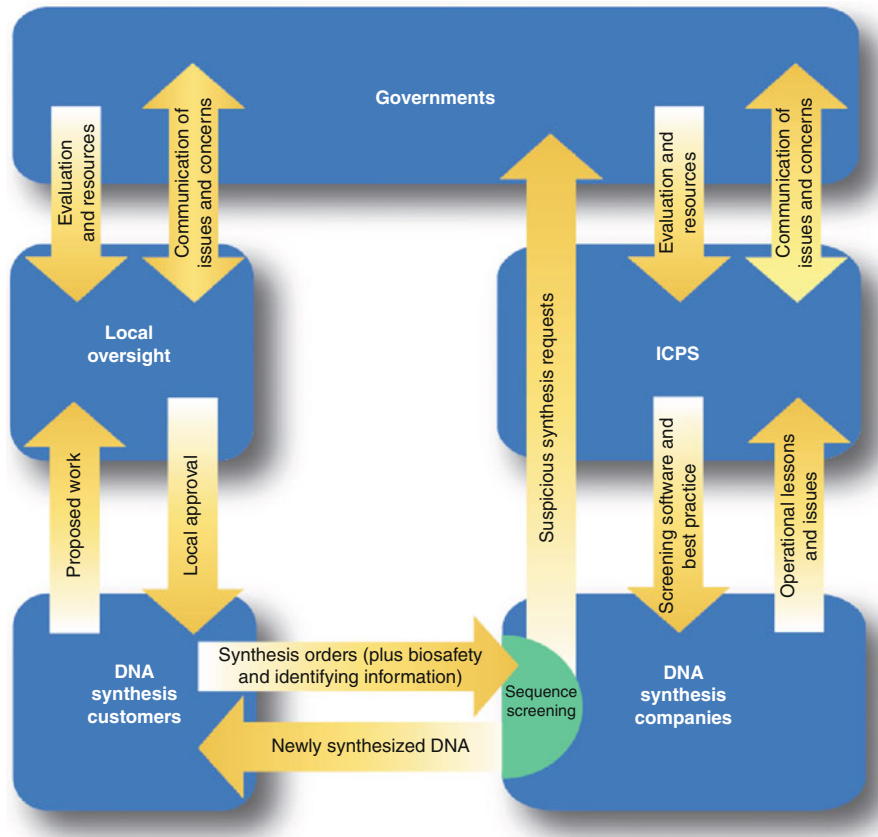 Governments
Evaluation
and resources
Communication of
issues and concerns
Suspicious synthesis requests
Evaluation and
resources
Communication of
issues and concerns
Local
oversight
ICPS
Proposed work
Local approval
Screening software and
best practice
Operational lessons
and issues
DNA
synthesis
customers
Synthesis orders (plus biosafety
and identifying information)
Newly synthesized DNA
Sequence
screening
DNA
synthesis
companies